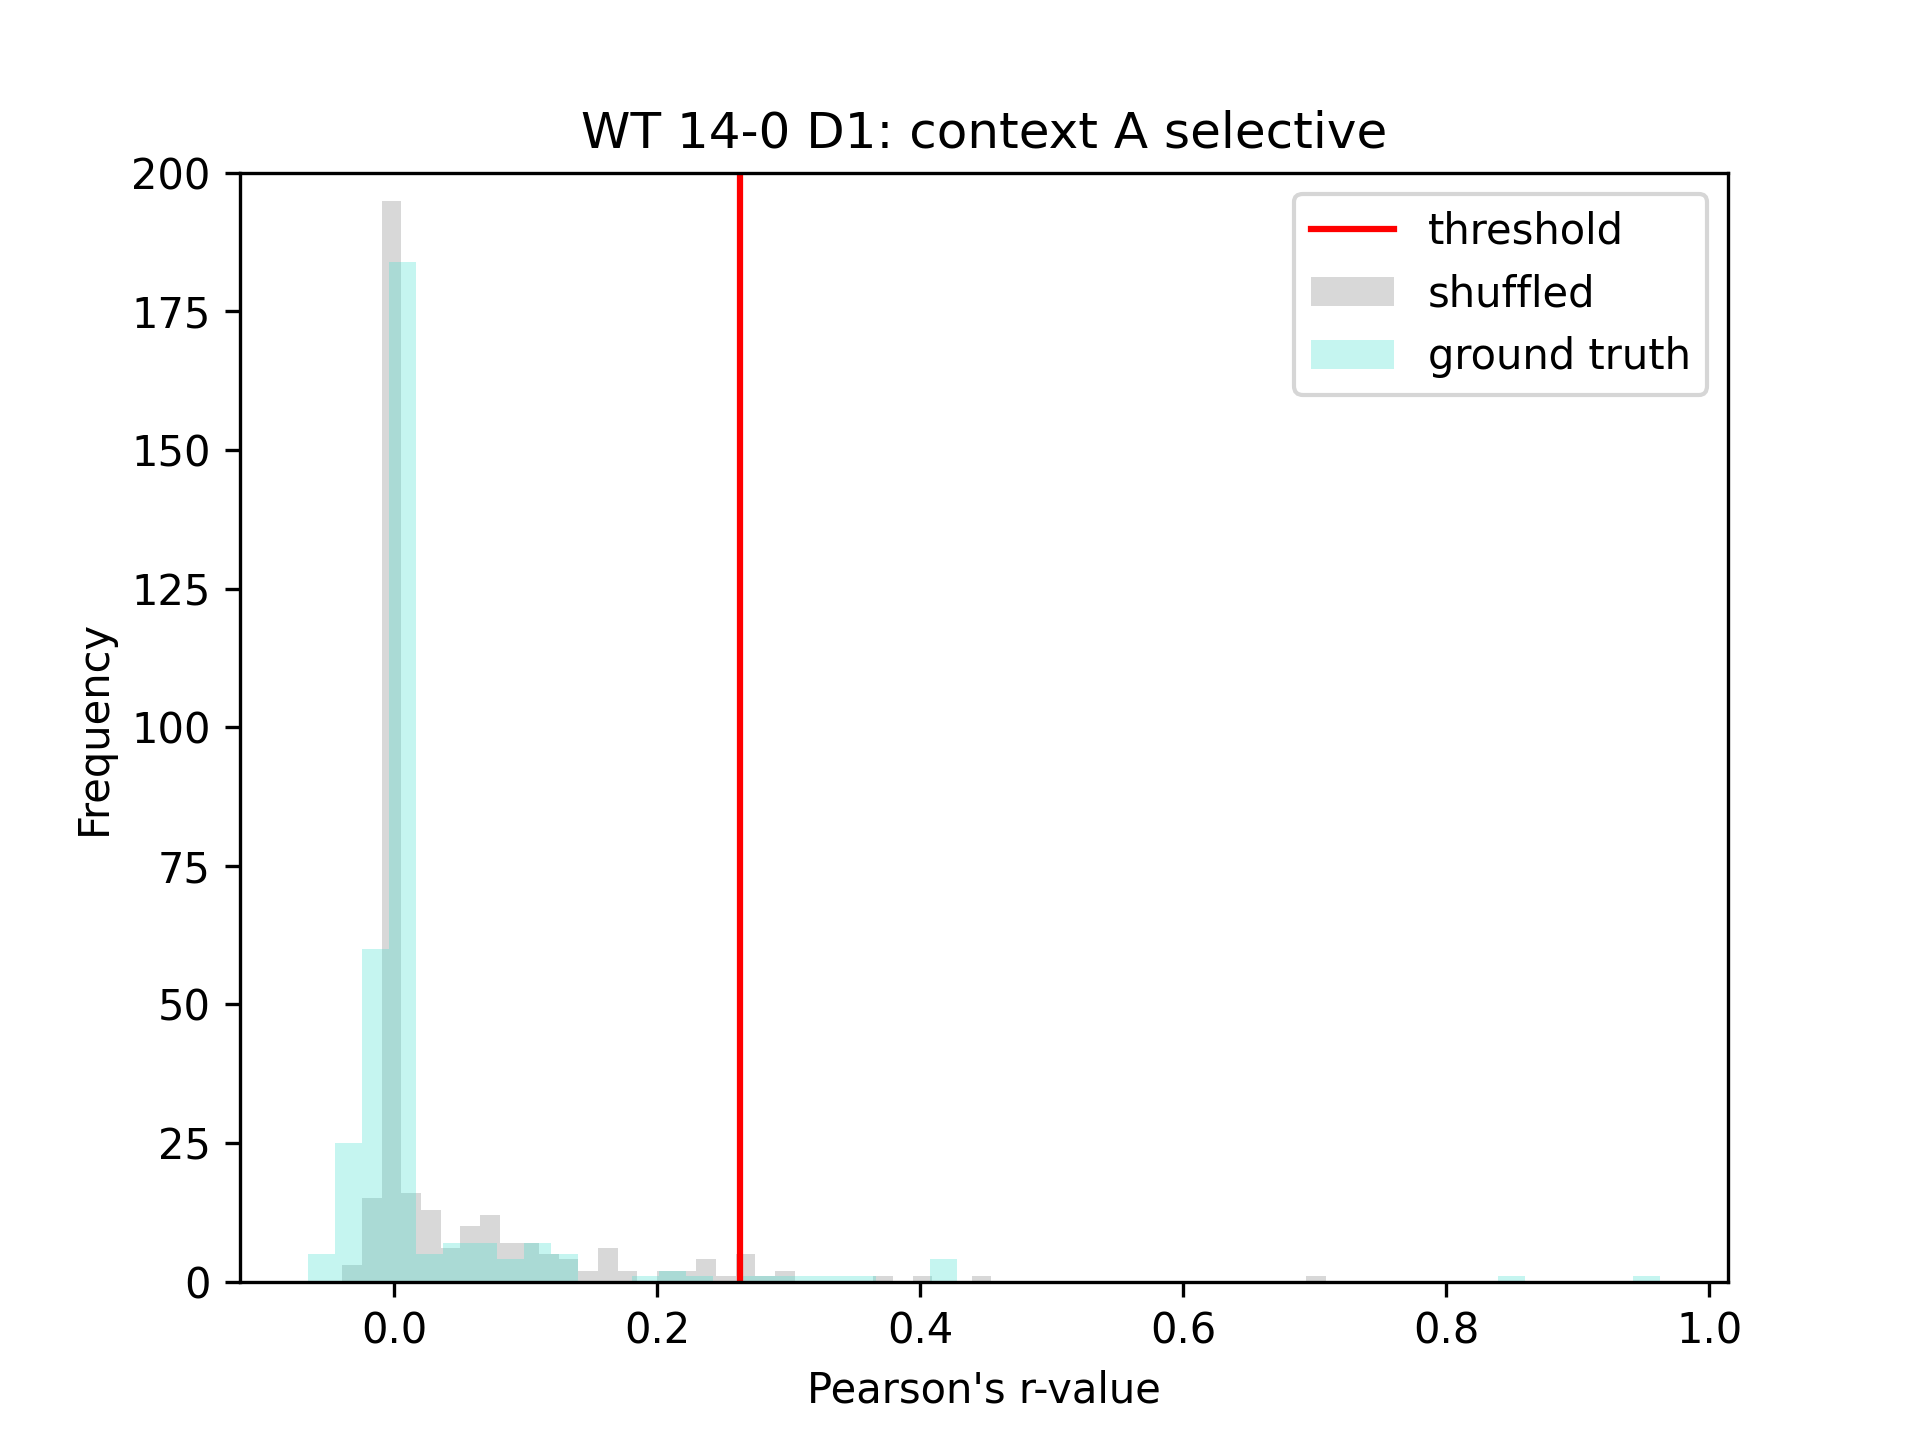 WT 14-0 D1: context A selective
200
175
150
125
100
75
50
25
0
Frequency
threshold
shuffled
ground truth
0.0 0.2 0.4 0.6 0.8 1.0
Pearson's r-value